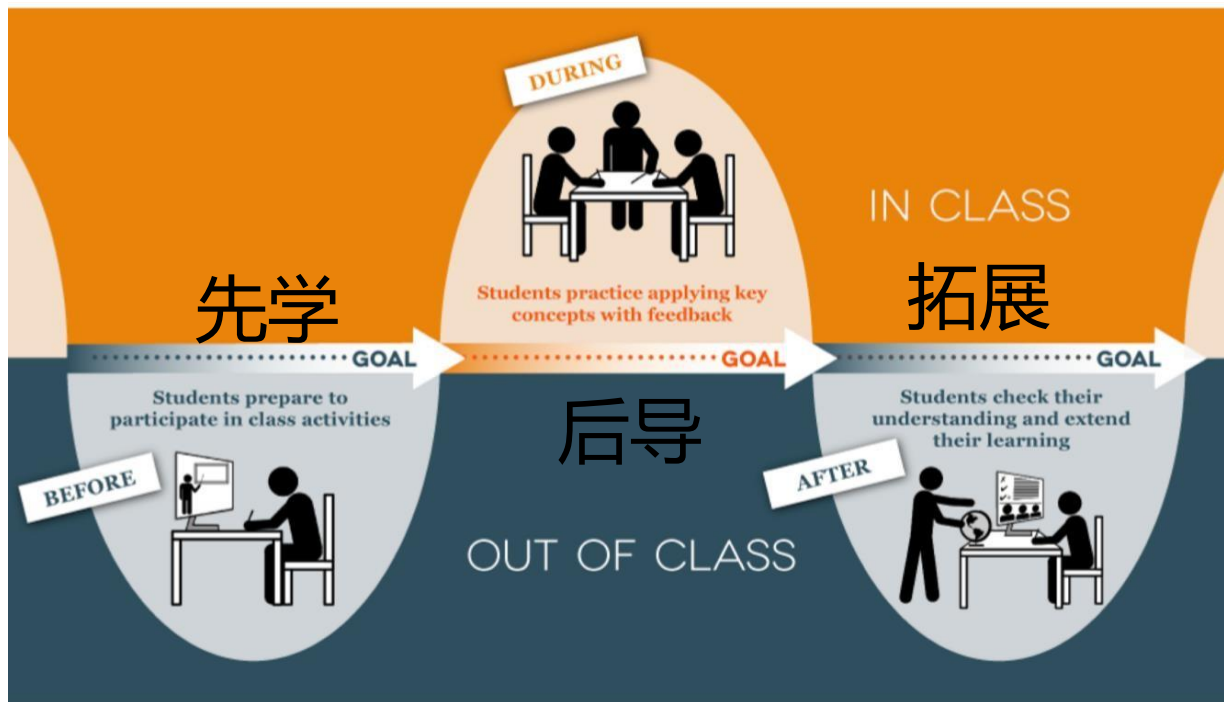 DURING
IN CLASS
先学
Students practice applying key
concepts with feedback
拓展
GOAL
GOAL
GOAL
Students prepare to
participate in class activities
后导
Students check their
understanding and extend
their learning
BEFORE
AFTER
OUT OF CLASS